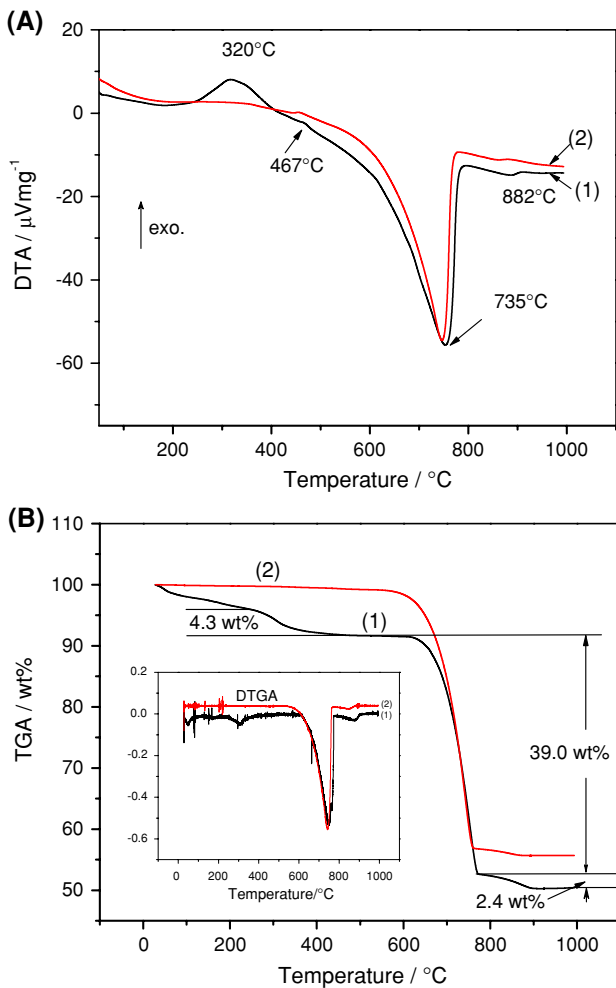 (A)
20
0
-20
-40
-60
DTA / µVmg⁻¹
320°C
467°C
exo.
(2)
882°C
(1)
735°C
200 400 600 800 1000
Temperature / °C
(B)
110
100
90
80
70
60
50
TGA / wt%
(2)
4.3 wt%
(1)
39.0 wt%
2.4 wt%
0.2
0.0
-0.2
-0.4
-0.6
DTGA
(2)
(1)
0 200 400 600 800 1000
Temperature/°C
0 200 400 600 800 1000
Temperature / °C